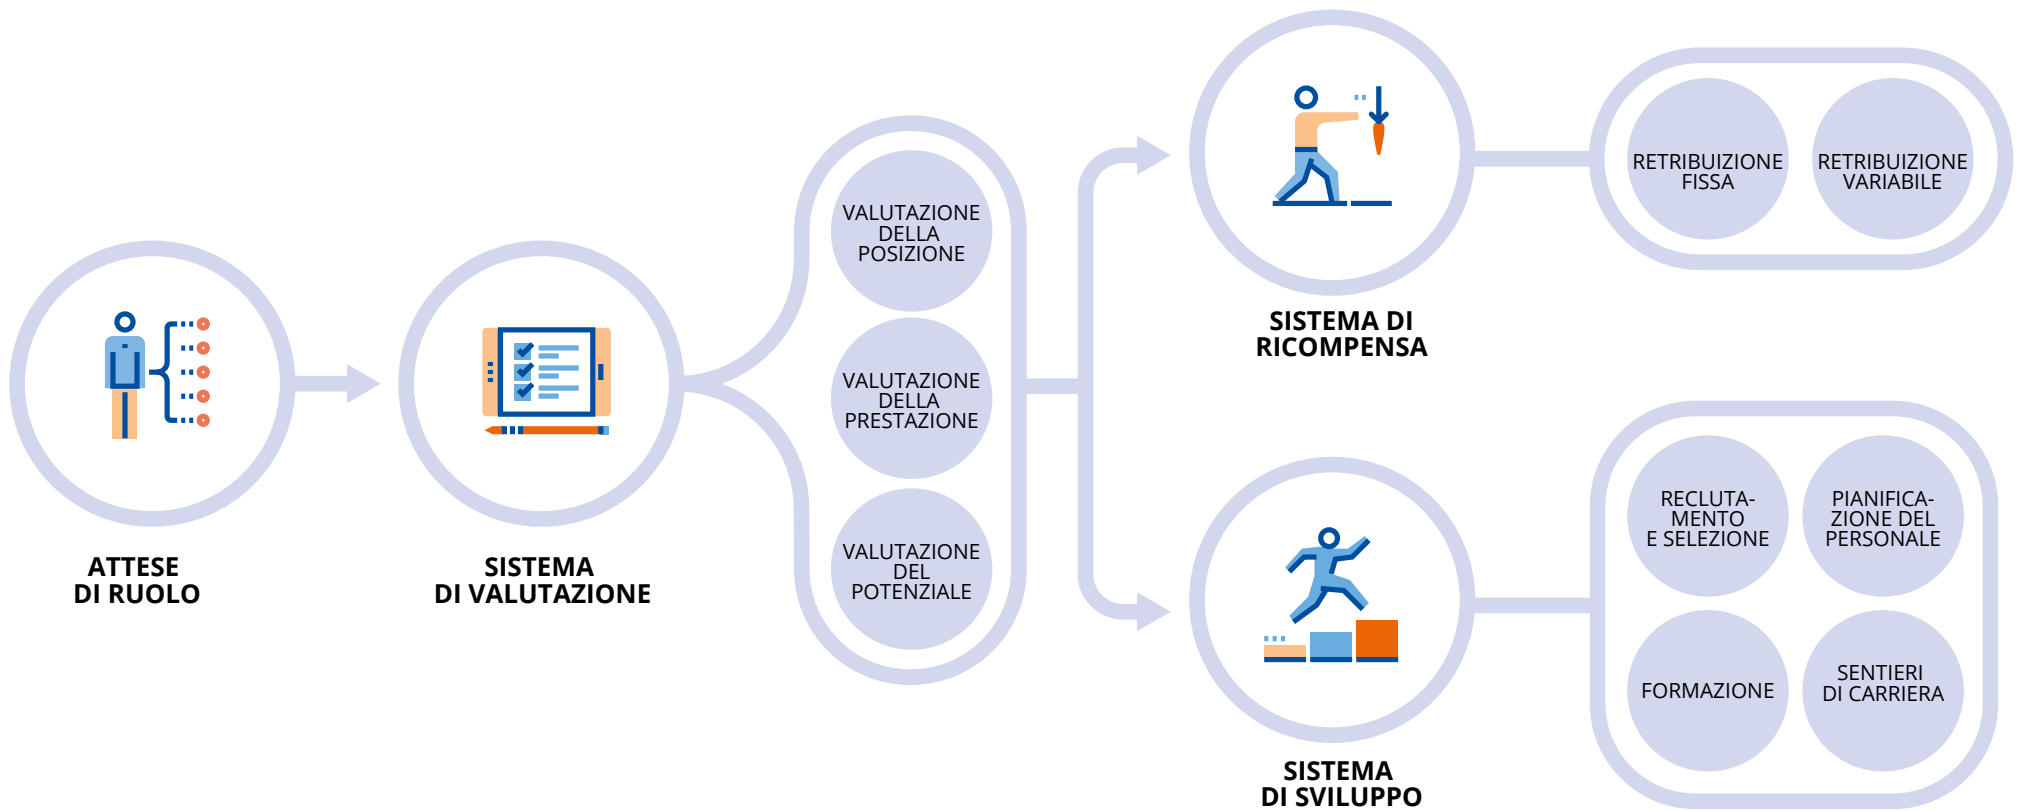 ATTESE
DI RUOLO
SISTEMA
DI VALUTAZIONE
VALUTAZIONE
DELLA
POSIZIONE
VALUTAZIONE
DELLA
PRESTAZIONE
VALUTAZIONE
DEL
POTENZIALE
SISTEMA DI
RICOMPENSA
RETRIBUIZIONE
FISSA
RETRIBUIZIONE
VARIABILE
SISTEMA
DI SVILUPPO
RECLUTA-
MENTO
E SELEZIONE
PIANIFICA-
ZIONE DEL
PERSONALE
FORMAZIONE
SENTIERI
DI CARRIERA